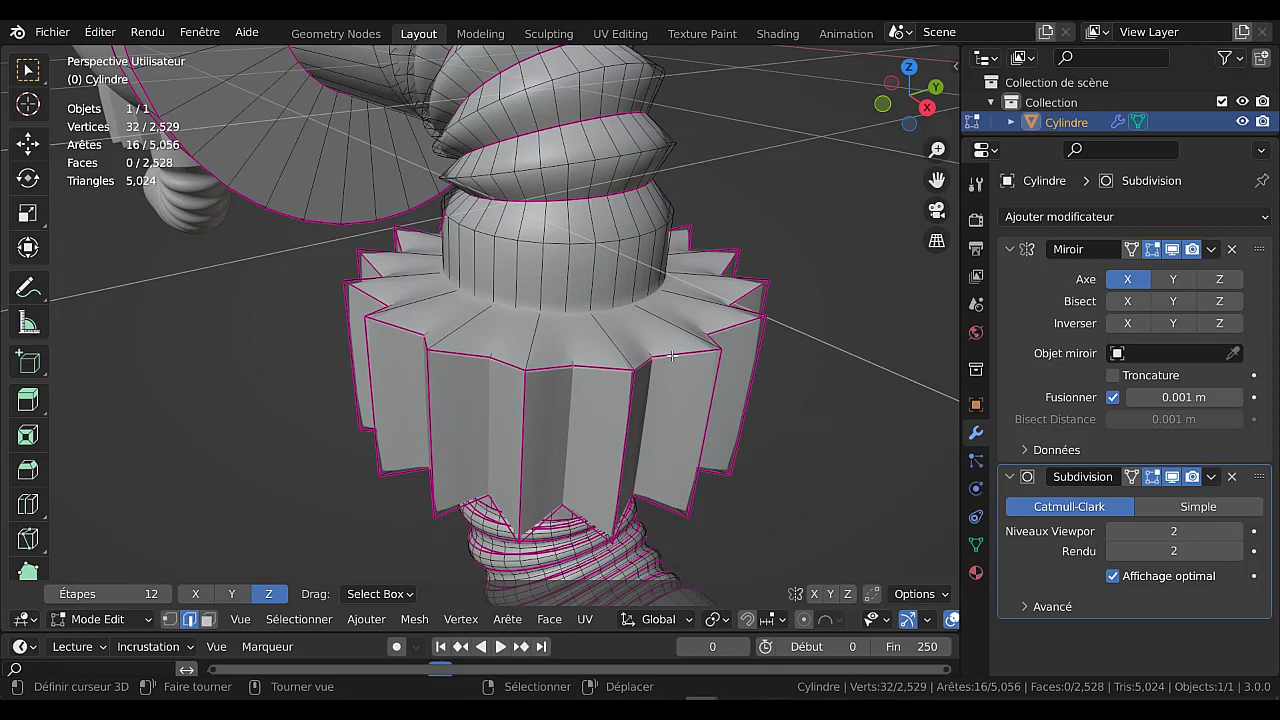 Fichier Éditer Rendu Fenêtre Aide Geometry Nodes Layout Modeling Sculpting UV Editing Texture Paint Shading Animation Scene View Layer
Perspective Utilisateur
(0) Cylindre
Objets 1 / 1
Vertices 32 / 2,529
Arêtes 16 / 5,056
Faces 0 / 2,528
Triangles 5,024
Z
Y
X
Collection de scène
Collection
Cylindre
Cylindre > Subdivision
Ajouter modificateur
Miroir
Axe X Y Z
Bisect X Y Z
Inverser X Y Z
Objet miroir
Troncature
Fusionner 0.001 m
Bisect Distance 0.001 m
> Données
Subdivision
Catmull-Clark Simple
Niveaux Viewpor 2
Rendu 2
Affichage optimal
> Avancé
Étapes 12 X Y Z Drag: Select Box X Y Z Options
Mode Edit Vue Sélectionner Ajouter Mesh Vertex Arête Face UV Global
Lecture Incrustation Vue Marqueur 0 Début 0 Fin 250
Définir curseur 3D Faire tourner Tourner vue Sélectionner Déplacer Cylindre | Verts:32/2,529 | Arêtes:16/5,056 | Faces:0/2,528 | Tris:5,024 | Objects:1/1 | 3.0.0